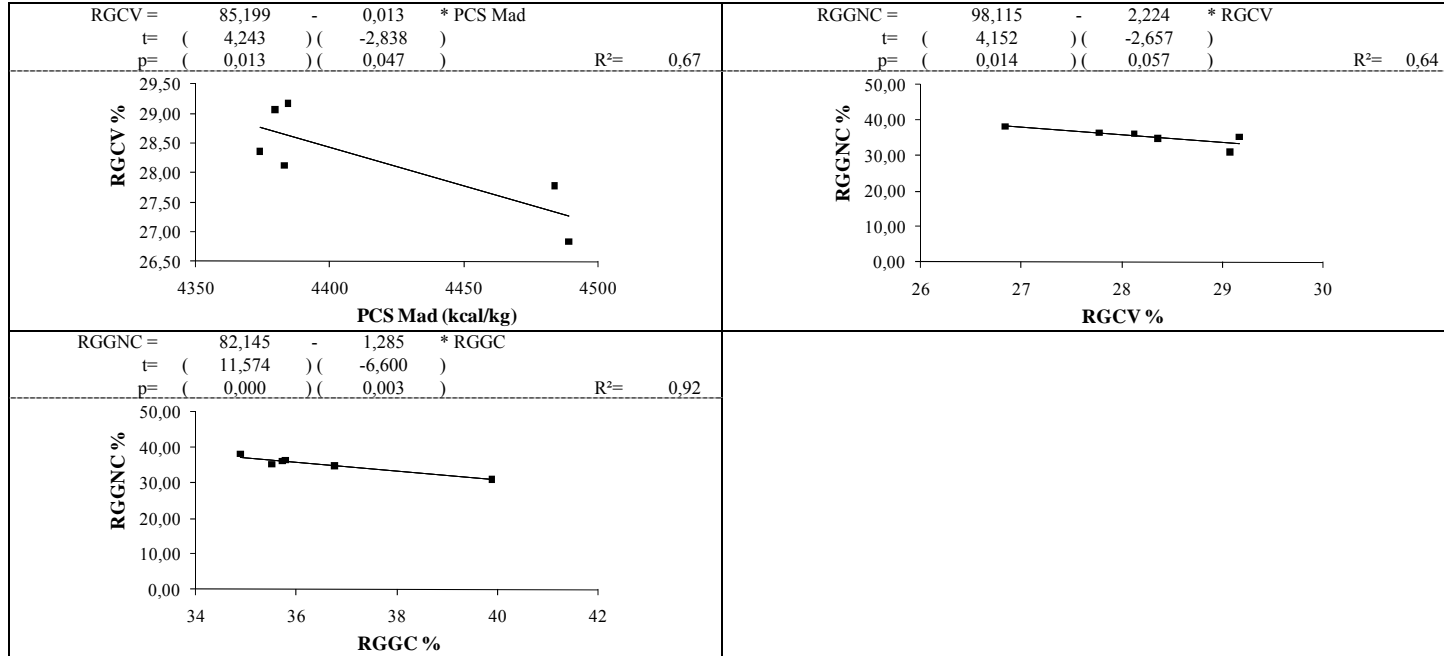 RGCV = 85,199 - 0,013 * PCS Mad
t= ( 4,243 ) ( -2,838 )
p= ( 0,013 ) ( 0,047 ) R²= 0,67
29,50
29,00
28,50
28,00
27,50
27,00
26,50
RGCV %
4350 4400 4450 4500
PCS Mad (kcal/kg)
RGGNC = 98,115 - 2,224 * RGCV
t= ( 4,152 ) ( -2,657 )
p= ( 0,014 ) ( 0,057 ) R²= 0,64
50,00
40,00
30,00
20,00
10,00
0,00
RGGNC %
26 27 28 29 30
RGCV %
RGGNC = 82,145 - 1,285 * RGGC
t= ( 11,574 ) ( -6,600 )
p= ( 0,000 ) ( 0,003 ) R²= 0,92
50,00
40,00
30,00
20,00
10,00
0,00
RGGNC %
34 36 38 40 42
RGGC %